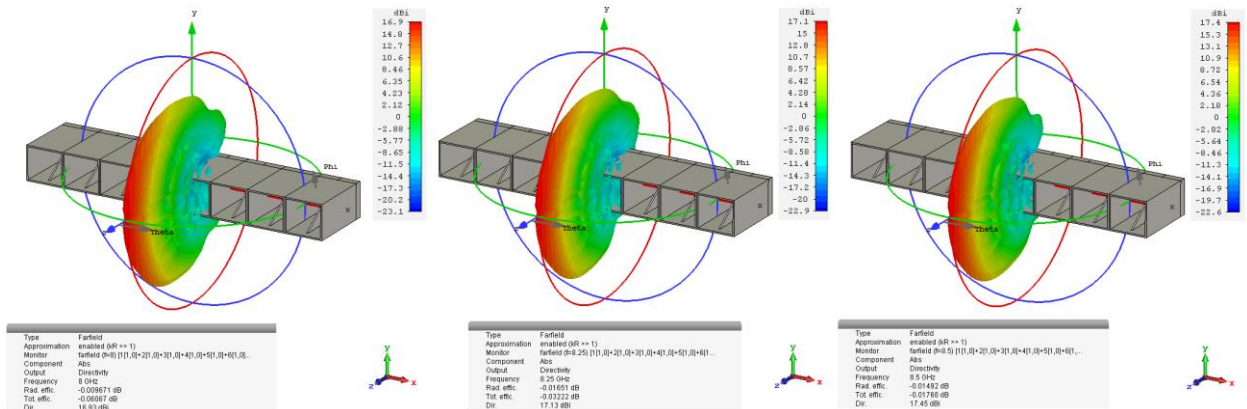 dBi
16.9
14.8
12.7
10.6
8.46
6.35
4.23
2.12
0
-2.88
-5.77
-8.65
-11.5
-14.4
-17.3
-20.2
-23.1
y
Phi
x
z
Theta
Type Farfield
Approximation enabled (kR >> 1)
Monitor farfield (f=8) [1[1,0]+2[1,0]+3[1,0]+4[1,0]+5[1,0]+6[1,0]...
Component Abs
Output Directivity
Frequency 8 GHz
Rad. effic. -0.009671 dB
Tot. effic. -0.06067 dB
Dir. 16.93 dBi
y
z
x
dBi
17.1
15
12.9
10.7
8.57
6.42
4.28
2.14
0
-2.86
-5.72
-8.58
-11.4
-14.3
-17.2
-20
-22.9
y
Phi
x
z
Theta
Type Farfield
Approximation enabled (kR >> 1)
Monitor farfield (f=8.25) [1[1,0]+2[1,0]+3[1,0]+4[1,0]+5[1,0]+6[1...
Component Abs
Output Directivity
Frequency 8.25 GHz
Rad. effic. -0.01651 dB
Tot. effic. -0.03222 dB
Dir. 17.13 dBi
y
z
x
dBi
17.4
15.3
13.1
10.9
8.72
6.54
4.36
2.18
0
-2.82
-5.64
-8.46
-11.3
-14.1
-16.9
-19.7
-22.6
y
Phi
x
z
Theta
Type Farfield
Approximation enabled (kR >> 1)
Monitor farfield (f=8.5) [1[1,0]+2[1,0]+3[1,0]+4[1,0]+5[1,0]+6[1,...
Component Abs
Output Directivity
Frequency 8.5 GHz
Rad. effic. -0.01492 dB
Tot. effic. -0.01768 dB
Dir. 17.45 dBi
y
z
x